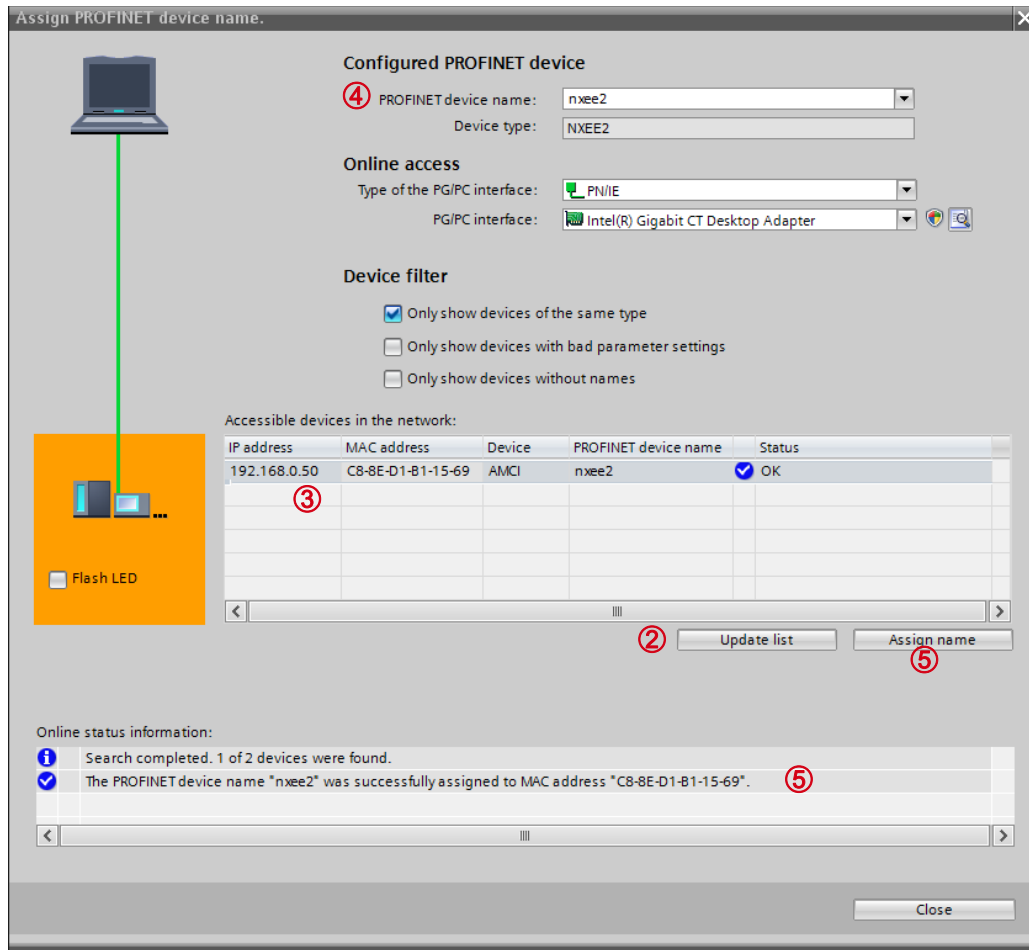 Assign PROFINET device name.
Configured PROFINET device
④ PROFINET device name: nxee2
Device type: NXEE2
Online access
Type of the PG/PC interface: PN/IE
PG/PC interface: Intel(R) Gigabit CT Desktop Adapter
Device filter
Only show devices of the same type
Only show devices with bad parameter settings
Only show devices without names
Accessible devices in the network:
IP address MAC address Device PROFINET device name Status
192.168.0.50 C8-8E-D1-B1-15-69 AMCI nxee2 OK
③
Flash LED
② Update list Assign name
⑤
Online status information:
Search completed. 1 of 2 devices were found.
The PROFINET device name "nxee2" was successfully assigned to MAC address "C8-8E-D1-B1-15-69". ⑤
Close